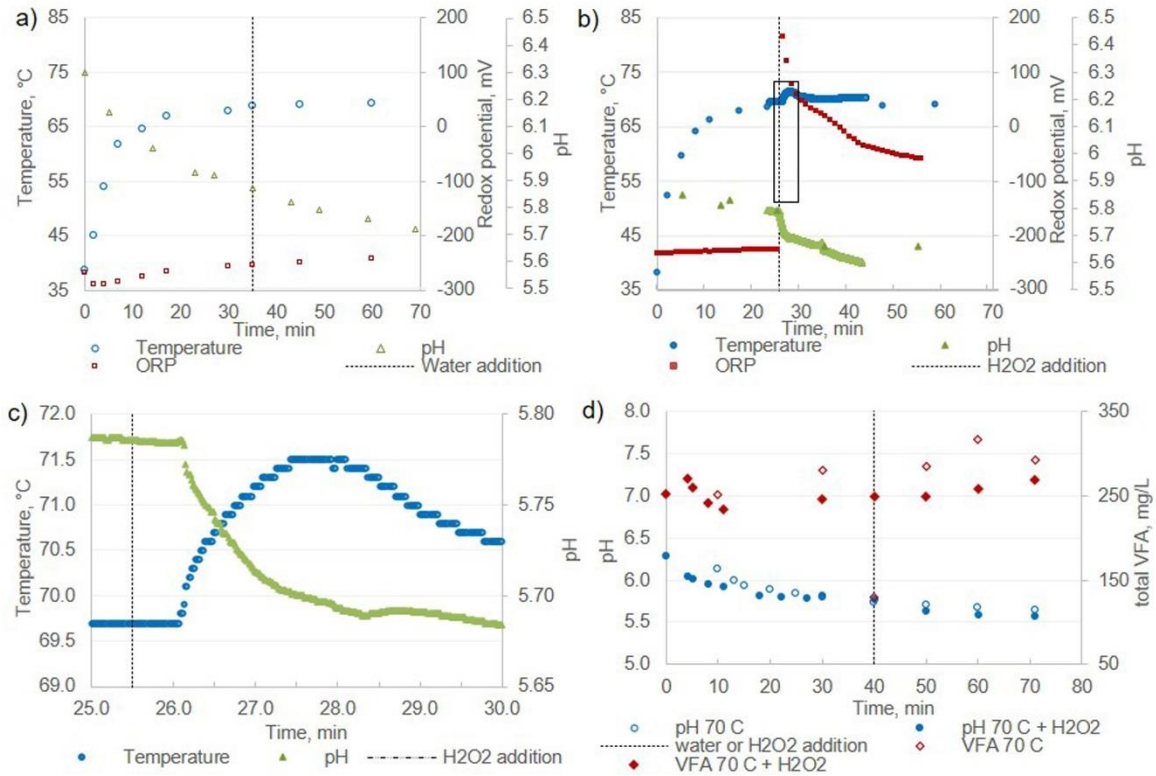 a)
85
75
65
55
45
35
Temperature, °C
200
100
0
-100
-200
-300
Redox potential, mV
6.5
6.4
6.3
6.2
6.1
6
5.9
5.8
5.7
5.6
5.5
pH
0 10 20 30 40 50 60 70
Time, min
Temperature pH
ORP Water addition
b)
85
75
65
55
45
35
Temperature, °C
200
100
0
-100
-200
-300
Redox potential, mV
6.5
6.4
6.3
6.2
6.1
6
5.9
5.8
5.7
5.6
5.5
pH
0 10 20 30 40 50 60 70
Time, min
Temperature pH
ORP H2O2 addition
c)
72.0
71.5
71.0
70.5
70.0
69.5
69.0
Temperature, °C
5.80
5.75
5.70
5.65
pH
25.0 26.0 27.0 28.0 29.0 30.0
Time, min
Temperature pH H2O2 addition
d)
8.0
7.5
7.0
6.5
6.0
5.5
5.0
pH
350
250
150
50
total VFA, mg/L
0 10 20 30 40 50 60 70 80
Time, min
pH 70 C pH 70 C + H2O2
water or H2O2 addition VFA 70 C
VFA 70 C + H2O2